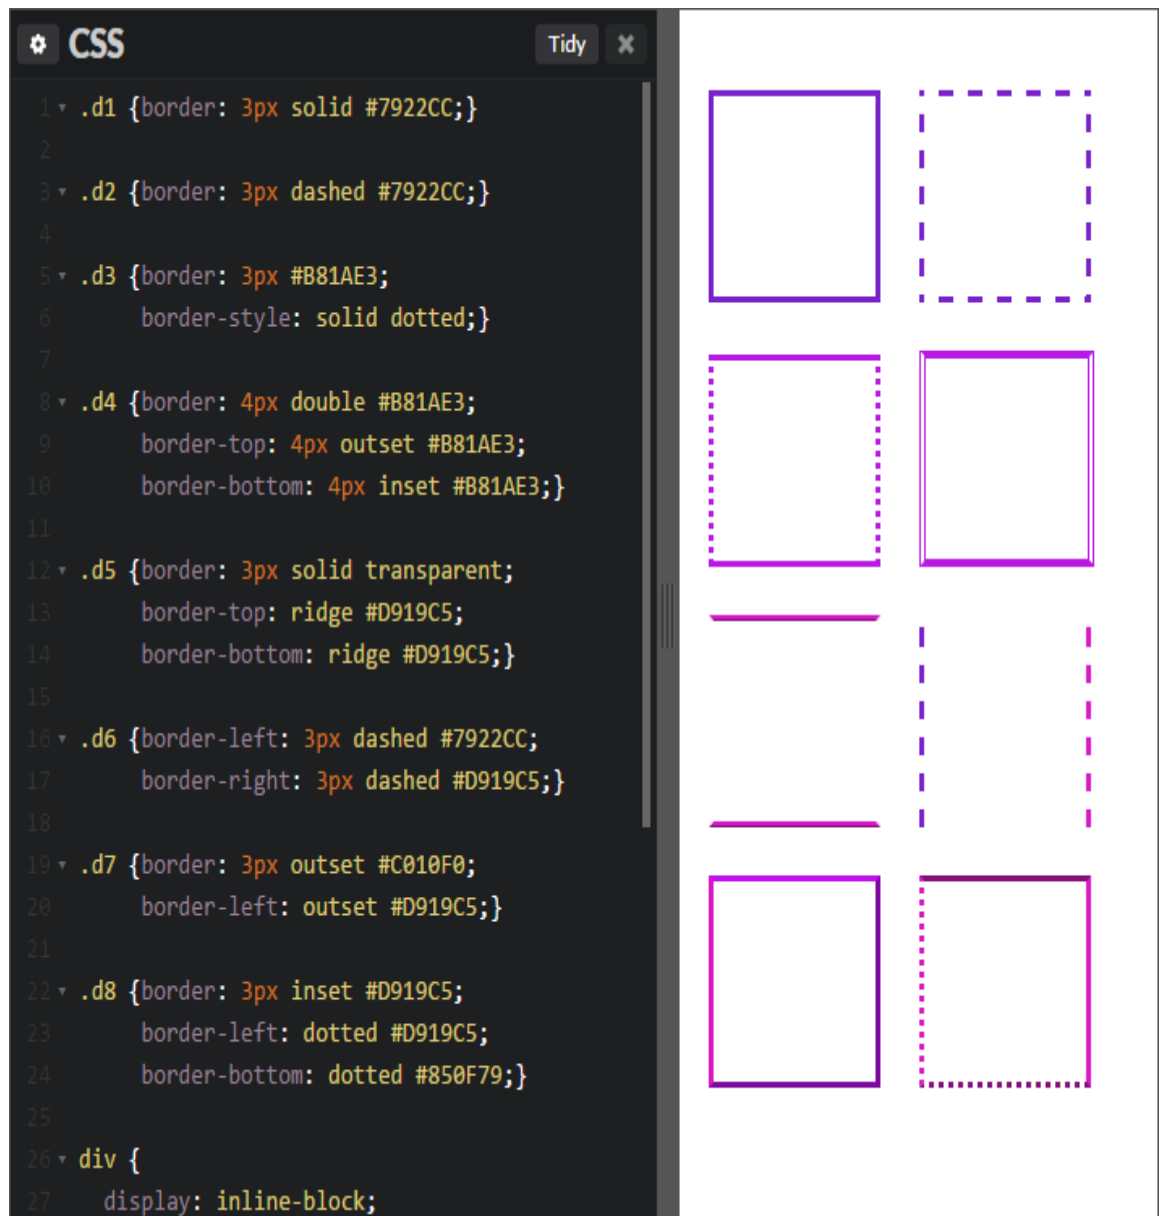 CSS
Tidy
1 .d1 {border: 3px solid #7922CC;}
2
3 .d2 {border: 3px dashed #7922CC;}
4
5 .d3 {border: 3px #B81AE3;
6 border-style: solid dotted;}
7
8 .d4 {border: 4px double #B81AE3;
9 border-top: 4px outset #B81AE3;
10 border-bottom: 4px inset #B81AE3;}
11
12 .d5 {border: 3px solid transparent;
13 border-top: ridge #D919C5;
14 border-bottom: ridge #D919C5;}
15
16 .d6 {border-left: 3px dashed #7922CC;
17 border-right: 3px dashed #D919C5;}
18
19 .d7 {border: 3px outset #C010F0;
20 border-left: outset #D919C5;}
21
22 .d8 {border: 3px inset #D919C5;
23 border-left: dotted #D919C5;
24 border-bottom: dotted #850F79;}
25
26 div {
27 display: inline-block;